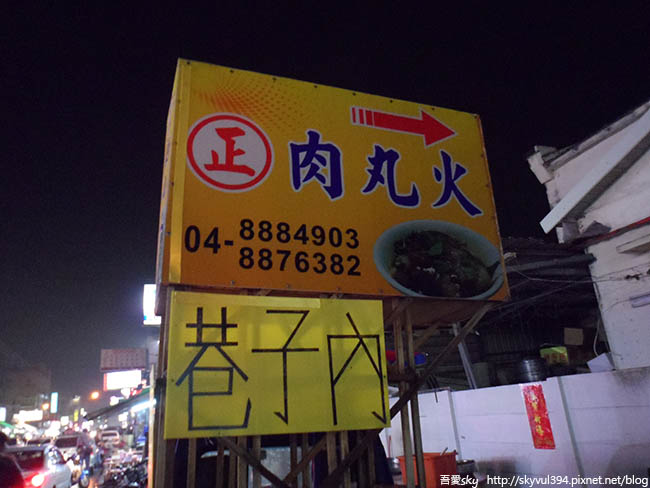 正 肉丸火
04-8884903
8876382
巷子內
吾愛sky http://skyvul394.pixnet.net/blog